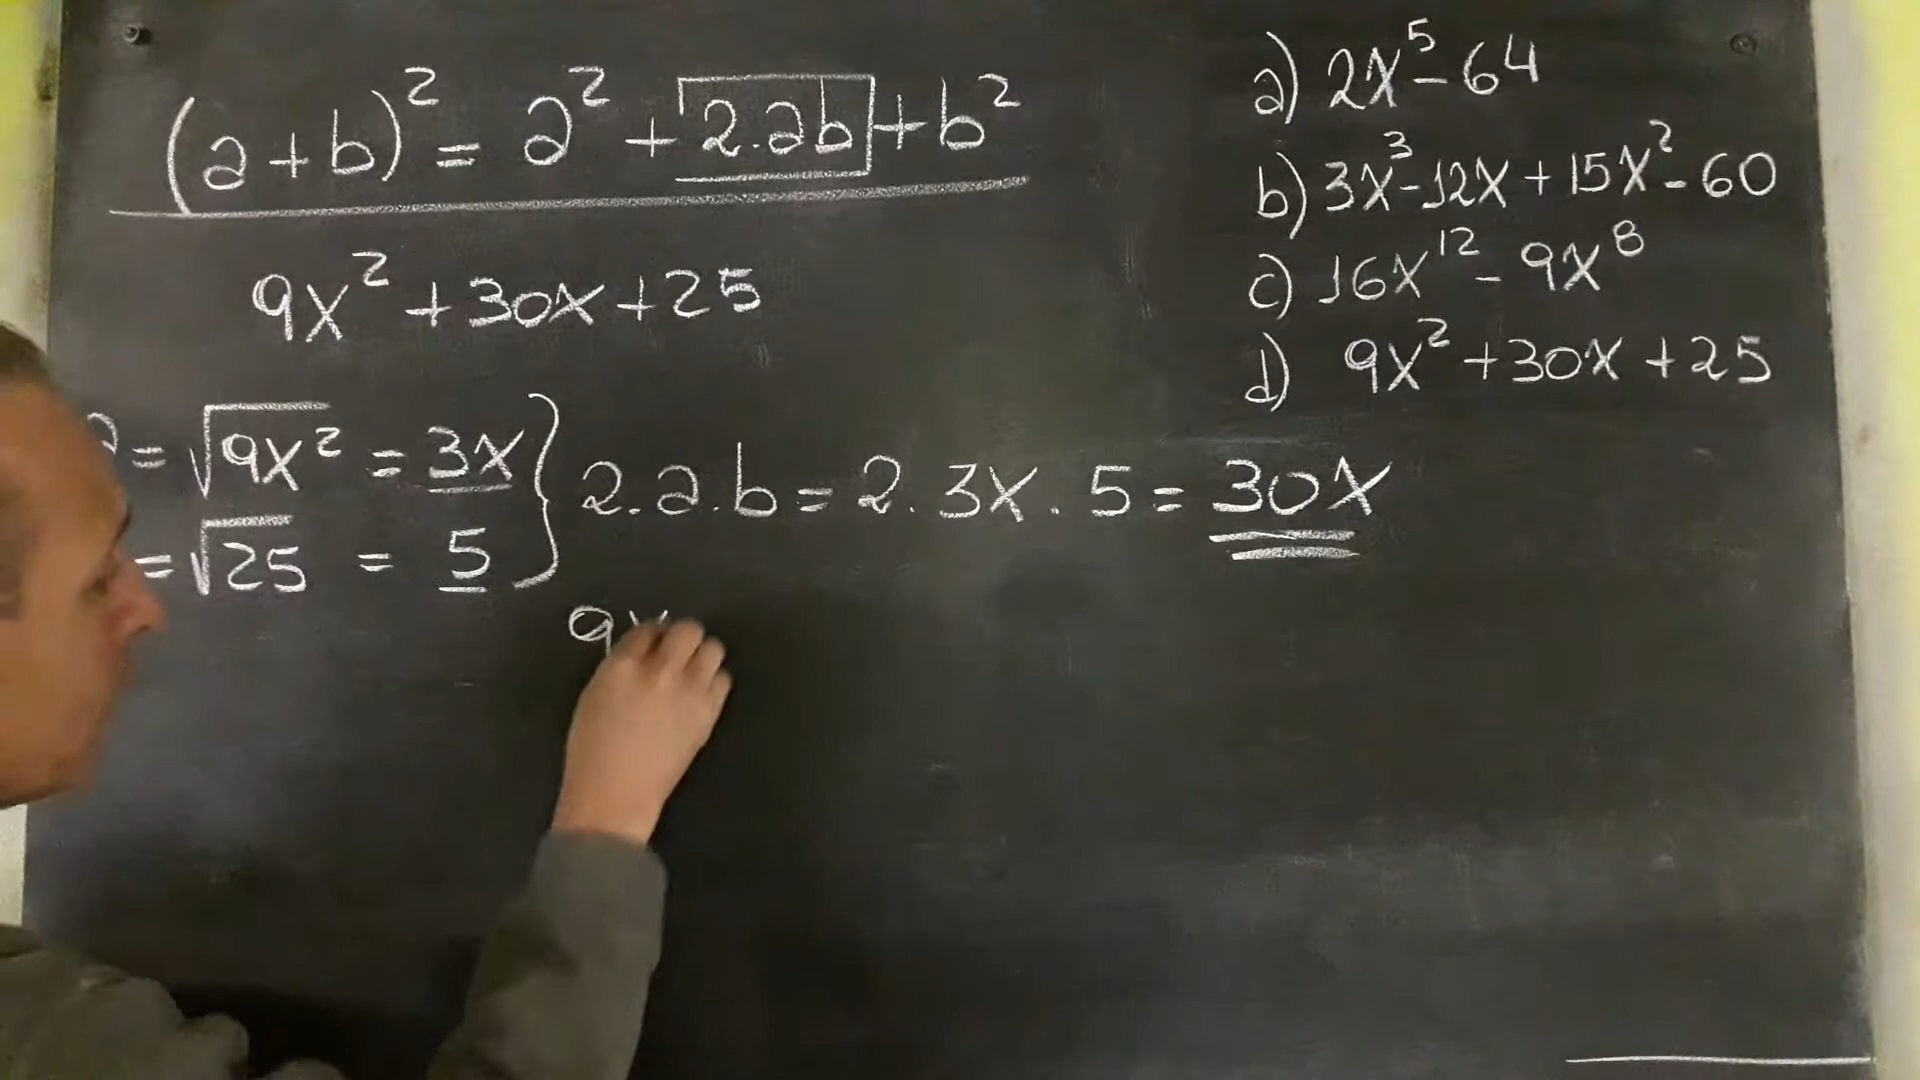 (a+b)² = a² + 2.ab + b²
9x² + 30x + 25
= √9x² = 3x } 2.a.b = 2 . 3x . 5 = 30x
= √25 = 5
9x
a) 2x⁵ - 64
b) 3x³ - 12x + 15x² - 60
c) 16x¹² - 9x⁸
d) 9x² + 30x + 25